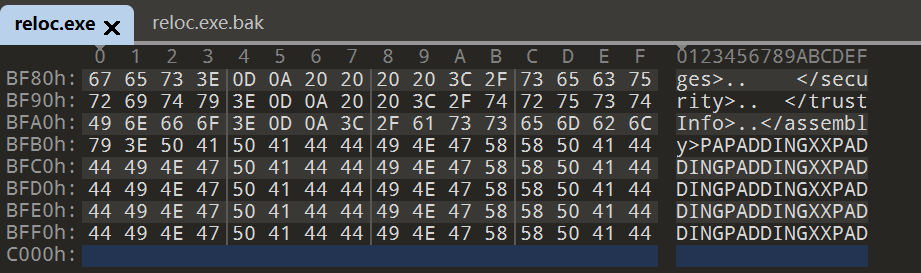 reloc.exe × reloc.exe.bak
0 1 2 3 4 5 6 7 8 9 A B C D E F 0123456789ABCDEF
BF80h: 67 65 73 3E 0D 0A 20 20 20 20 3C 2F 73 65 63 75 ges>..    </secu
BF90h: 72 69 74 79 3E 0D 0A 20 20 3C 2F 74 72 75 73 74 rity>..  </trust
BFA0h: 49 6E 66 6F 3E 0D 0A 3C 2F 61 73 73 65 6D 62 6C Info>..</assembl
BFB0h: 79 3E 50 41 50 41 44 44 49 4E 47 58 58 50 41 44 y>PAPADDINGXXPAD
BFC0h: 44 49 4E 47 50 41 44 44 49 4E 47 58 58 50 41 44 DINGPADDINGXXPAD
BFD0h: 44 49 4E 47 50 41 44 44 49 4E 47 58 58 50 41 44 DINGPADDINGXXPAD
BFE0h: 44 49 4E 47 50 41 44 44 49 4E 47 58 58 50 41 44 DINGPADDINGXXPAD
BFF0h: 44 49 4E 47 50 41 44 44 49 4E 47 58 58 50 41 44 DINGPADDINGXXPAD
C000h: